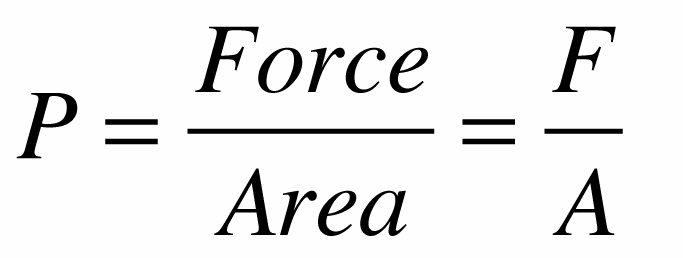 P = Force / Area = F / A